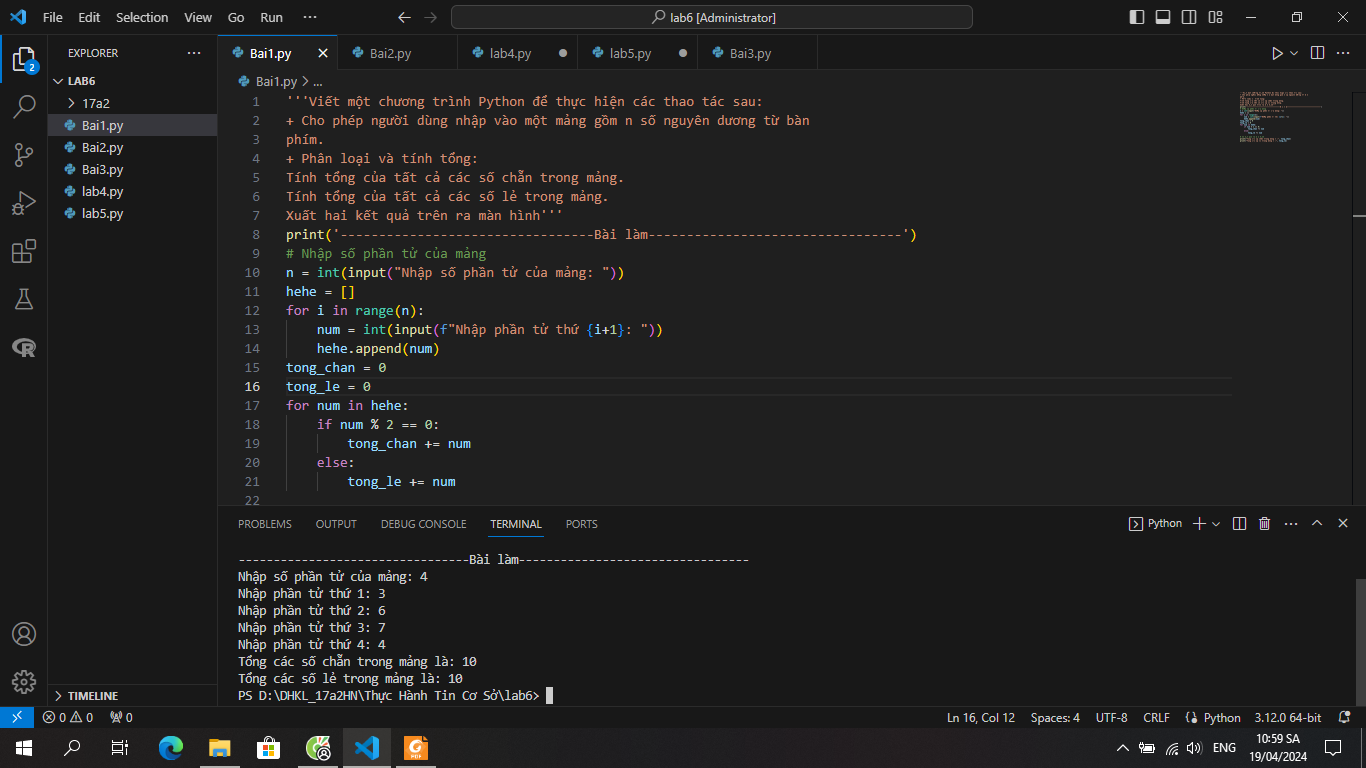 File Edit Selection View Go Run ··· lab6 [Administrator]
EXPLORER ···
LAB6
17a2
Bai1.py
Bai2.py
Bai3.py
lab4.py
lab5.py
TIMELINE
2
Bai1.py Bai2.py lab4.py lab5.py Bai3.py
Bai1.py > ...
1 '''Viết một chương trình Python để thực hiện các thao tác sau:
2 + Cho phép người dùng nhập vào một mảng gồm n số nguyên dương từ bàn
3 phím.
4 + Phân loại và tính tổng:
5 Tính tổng của tất cả các số chẵn trong mảng.
6 Tính tổng của tất cả các số lẻ trong mảng.
7 Xuất hai kết quả trên ra màn hình'''
8 print('---------------------------------Bài làm---------------------------------')
9 # Nhập số phần tử của mảng
10 n = int(input("Nhập số phần tử của mảng: "))
11 hehe = []
12 for i in range(n):
13     num = int(input(f"Nhập phần tử thứ {i+1}: "))
14     hehe.append(num)
15 tong_chan = 0
16 tong_le = 0
17 for num in hehe:
18     if num % 2 == 0:
19         tong_chan += num
20     else:
21         tong_le += num
22
PROBLEMS OUTPUT DEBUG CONSOLE TERMINAL PORTS Python
---------------------------------Bài làm---------------------------------
Nhập số phần tử của mảng: 4
Nhập phần tử thứ 1: 3
Nhập phần tử thứ 2: 6
Nhập phần tử thứ 3: 7
Nhập phần tử thứ 4: 4
Tổng các số chẵn trong mảng là: 10
Tổng các số lẻ trong mảng là: 10
PS D:\DHKL_17a2HN\Thực Hành Tin Cơ Sở\lab6>
0 0 0 Ln 16, Col 12 Spaces: 4 UTF-8 CRLF Python 3.12.0 64-bit
ENG 10:59 SA
19/04/2024